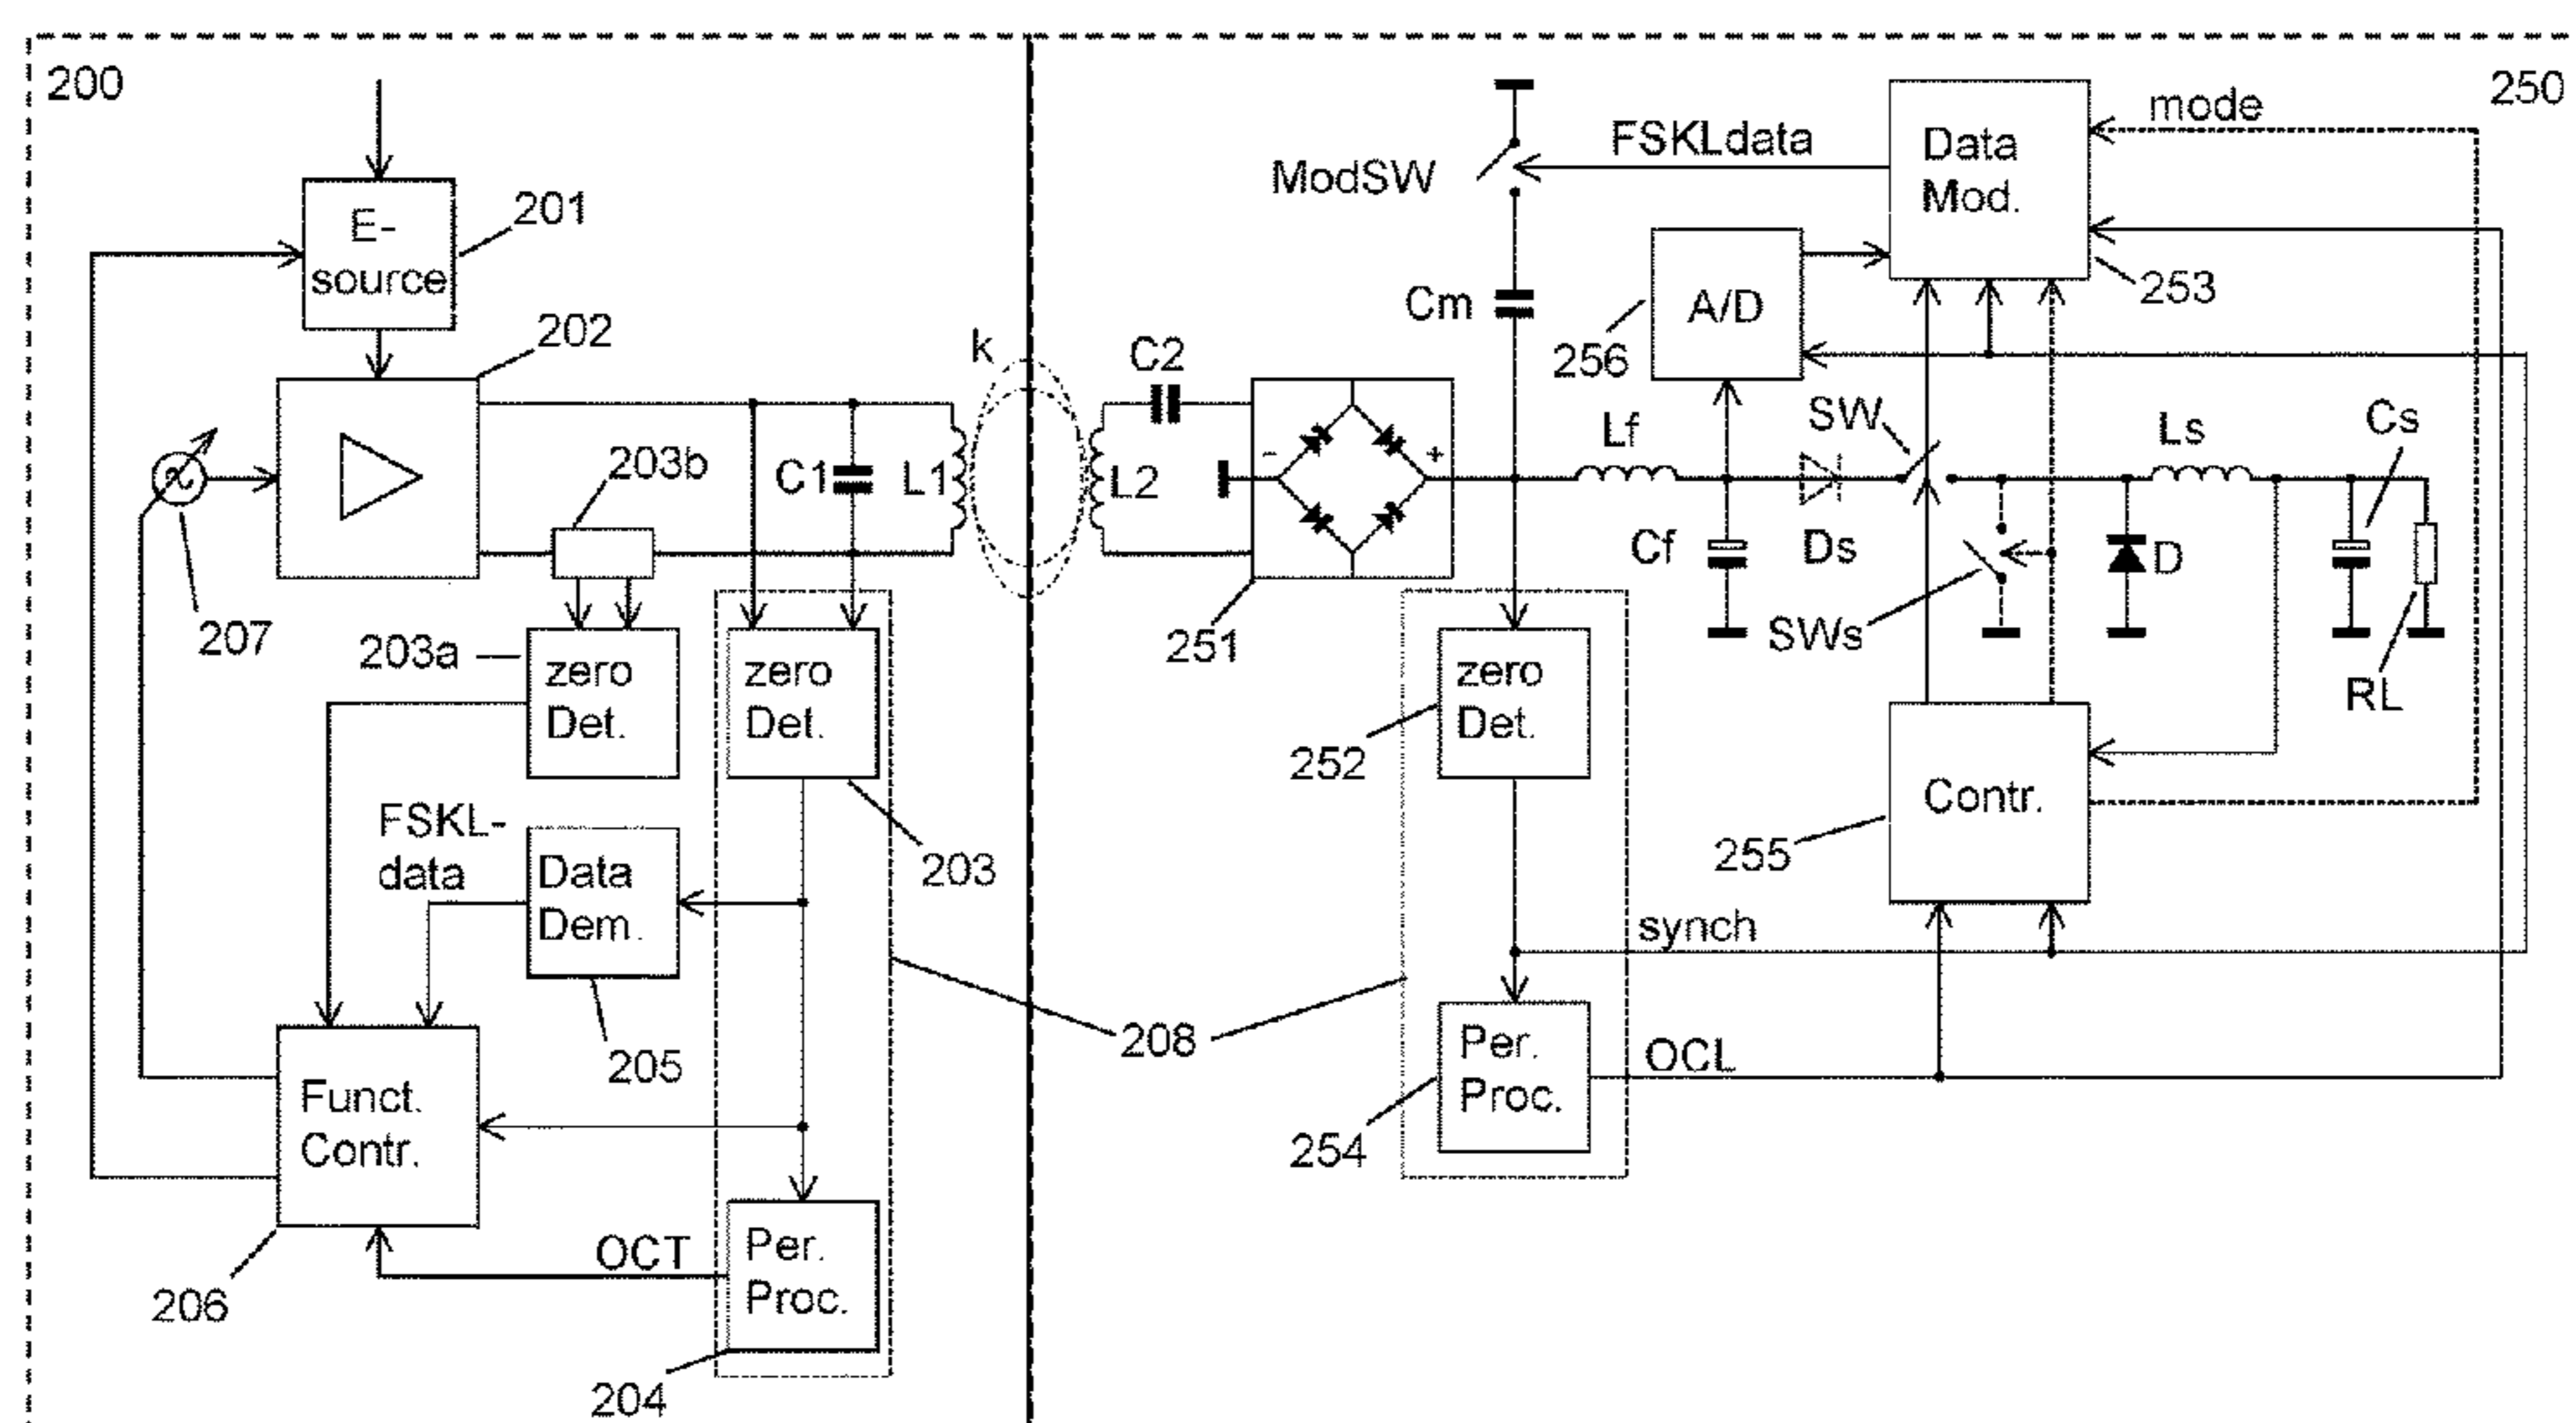 200
E-
source
201
202
207
203b
C1
L1
k
L2
C2
203a
zero
Det.
zero
Det.
203
FSKL-
data
Data
Dem.
205
208
Funct.
Contr.
206
OCT
Per.
Proc.
204
250
mode
Data
Mod.
253
FSKLdata
ModSW
Cm
A/D
256
-
+
251
Lf
Cf
Ds
SW
SWs
D
Ls
Cs
RL
zero
Det.
252
Contr.
255
synch
Per.
Proc.
254
OCL